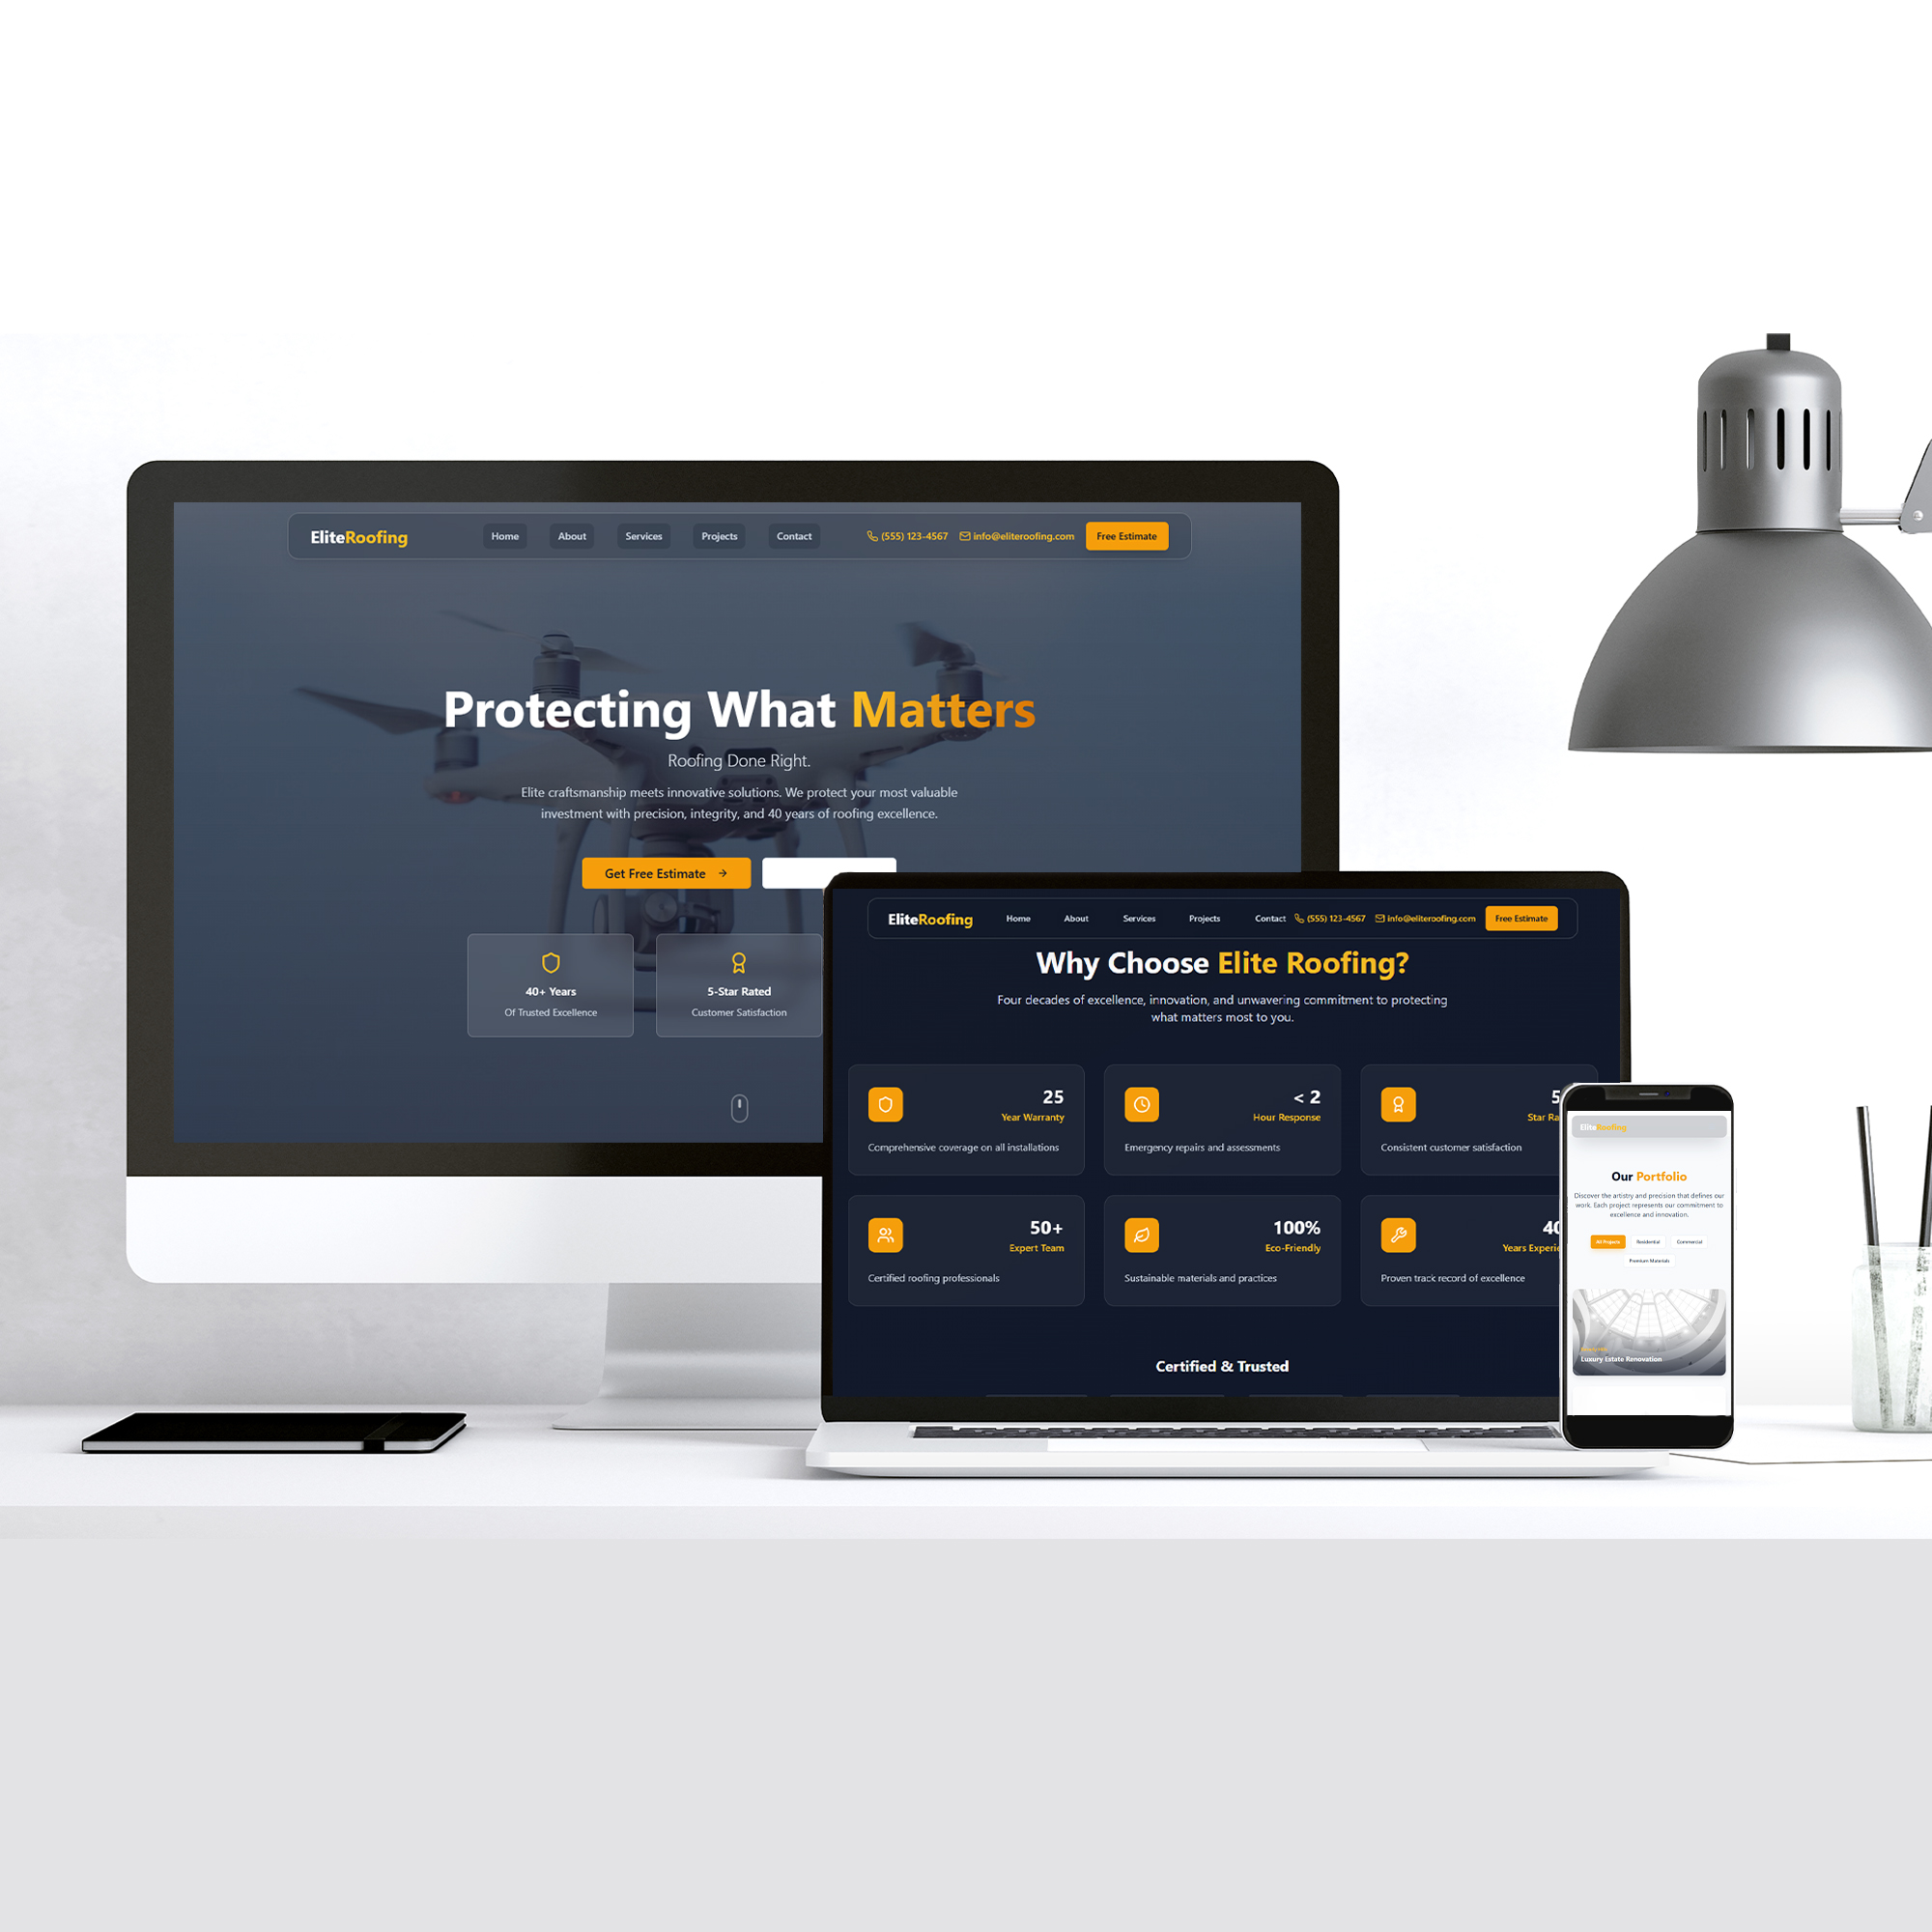 EliteRoofing
Home About Services Projects Contact
(555) 123-4567 info@eliteroofing.com Free Estimate
Protecting What Matters
Roofing Done Right.
Elite craftsmanship meets innovative solutions. We protect your most valuable
investment with precision, integrity, and 40 years of roofing excellence.
Get Free Estimate
40+ Years
Of Trusted Excellence
5-Star Rated
Customer Satisfaction
EliteRoofing
Home About Services Projects Contact
(555) 123-4567 info@eliteroofing.com Free Estimate
Why Choose Elite Roofing?
Four decades of excellence, innovation, and unwavering commitment to protecting
what matters most to you.
25
Year Warranty
Comprehensive coverage on all installations
< 2
Hour Response
Emergency repairs and assessments
5
Star Ra
Consistent customer satisfaction
50+
Expert Team
Certified roofing professionals
100%
Eco-Friendly
Sustainable materials and practices
40
Years Experie
Proven track record of excellence
Certified & Trusted
EliteRoofing
Our Portfolio
Discover the artistry and precision that defines our
work. Each project represents our commitment to
excellence and innovation.
All Projects Residential Commercial
Premium Materials
Luxury Estate Renovation